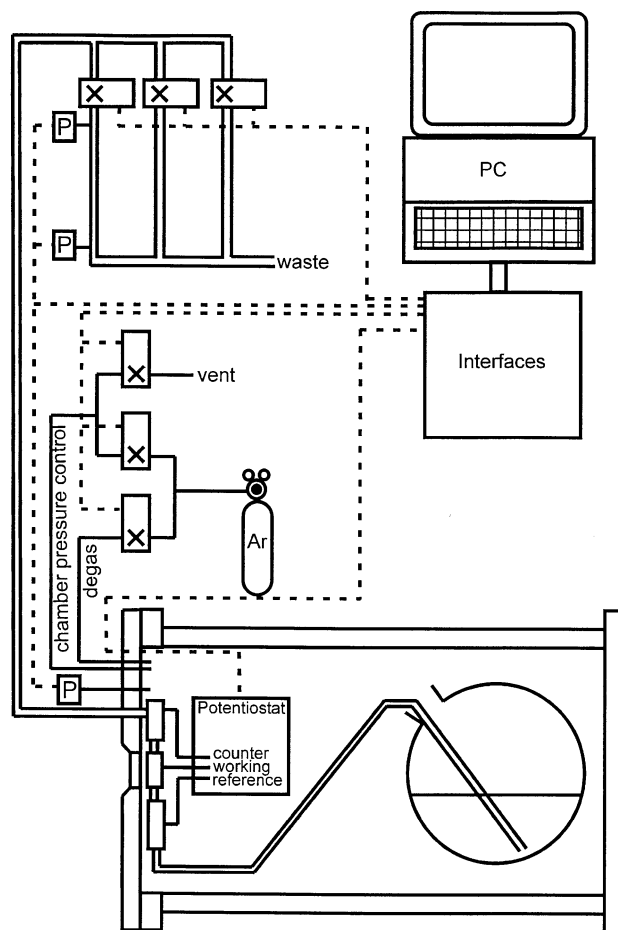 P
P
waste
PC
Interfaces
vent
chamber pressure control
degas
Ar
P
Potentiostat
counter
working
reference